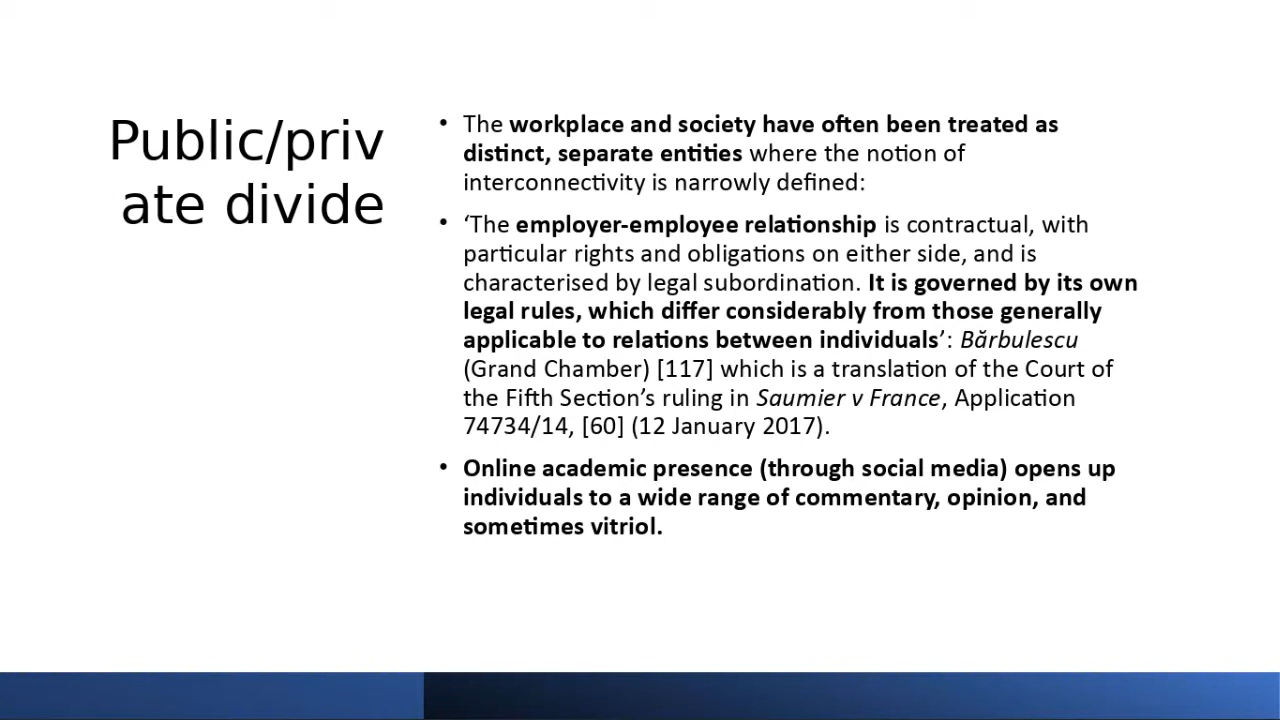 Public/priv
ate divide
• The workplace and society have often been treated as
distinct, separate entities where the notion of
interconnectivity is narrowly defined:
• ‘The employer-employee relationship is contractual, with
particular rights and obligations on either side, and is
characterised by legal subordination. It is governed by its own
legal rules, which differ considerably from those generally
applicable to relations between individuals’: Bărbulescu
(Grand Chamber) [117] which is a translation of the Court of
the Fifth Section’s ruling in Saumier v France, Application
74734/14, [60] (12 January 2017).
• Online academic presence (through social media) opens up
individuals to a wide range of commentary, opinion, and
sometimes vitriol.